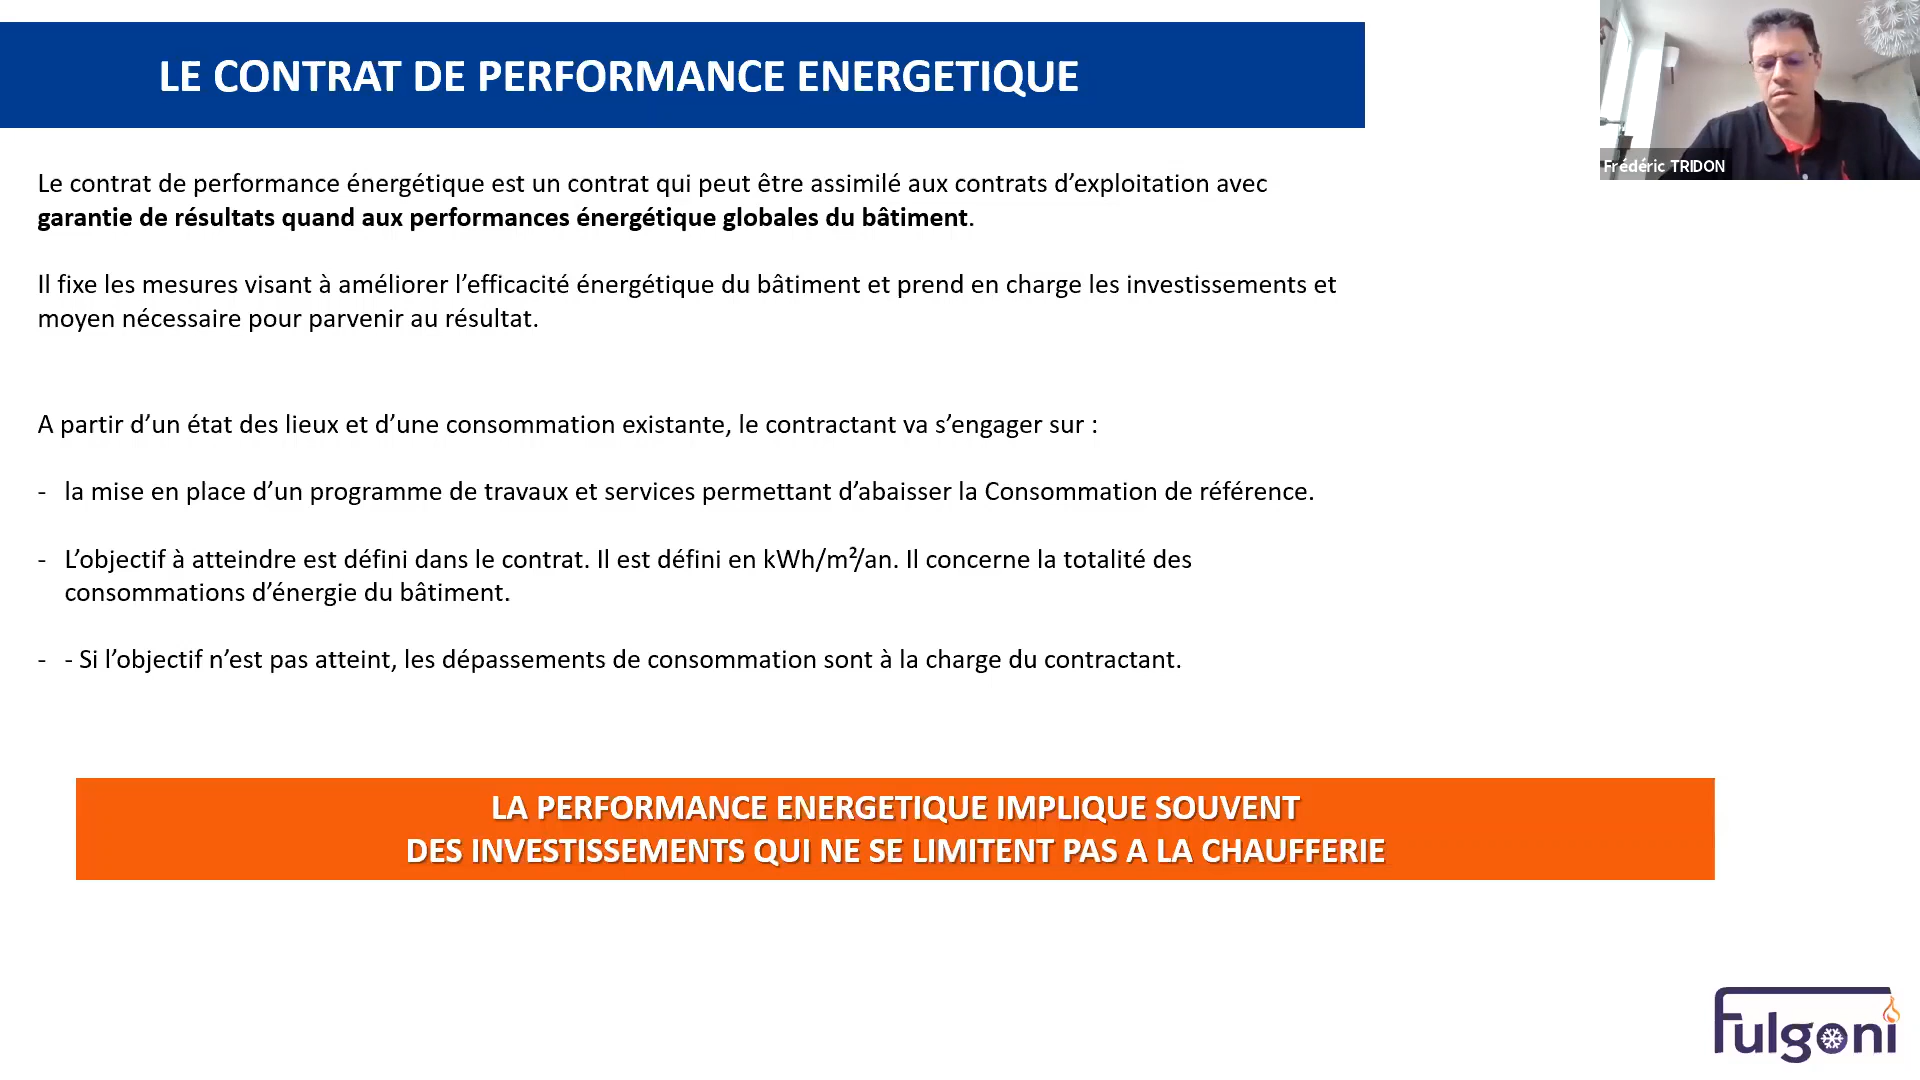 LE CONTRAT DE PERFORMANCE ENERGETIQUE
Frédéric TRIDON
Le contrat de performance énergétique est un contrat qui peut être assimilé aux contrats d’exploitation avec
garantie de résultats quand aux performances énergétique globales du bâtiment.
Il fixe les mesures visant à améliorer l’efficacité énergétique du bâtiment et prend en charge les investissements et
moyen nécessaire pour parvenir au résultat.
A partir d’un état des lieux et d’une consommation existante, le contractant va s’engager sur :
- la mise en place d’un programme de travaux et services permettant d’abaisser la Consommation de référence.
- L’objectif à atteindre est défini dans le contrat. Il est défini en kWh/m²/an. Il concerne la totalité des
consommations d’énergie du bâtiment.
- - Si l’objectif n’est pas atteint, les dépassements de consommation sont à la charge du contractant.
LA PERFORMANCE ENERGETIQUE IMPLIQUE SOUVENT
DES INVESTISSEMENTS QUI NE SE LIMITENT PAS A LA CHAUFFERIE
Fulgoni